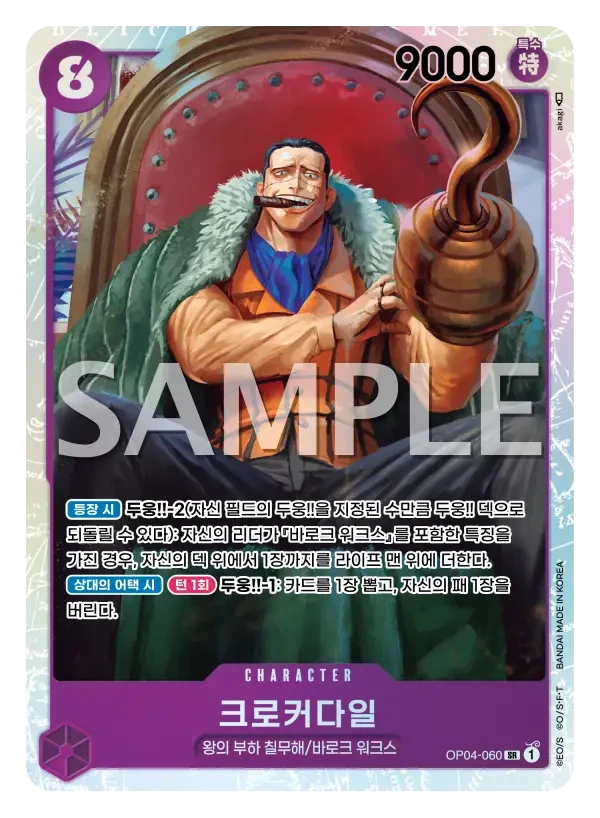 8
9000
특수
特
akagi
SAMPLE
등장 시 두웅!!-2(자신 필드의 두웅!!을 지정된 수만큼 두웅!! 덱으로
되돌릴 수 있다): 자신의 리더가 『바로크 워크스』를 포함한 특징을
가진 경우, 자신의 덱 위에서 1장까지를 라이프 맨 위에 더한다.
상대의 어택 시 턴 1회 두웅!!-1: 카드를 1장 뽑고, 자신의 패 1장을
버린다.
CHARACTER
크로커다일
왕의 부하 칠무해/바로크 워크스
OP04-060 SR 1
©EO/S ©O/S·F·T BANDAI MADE IN KOREA